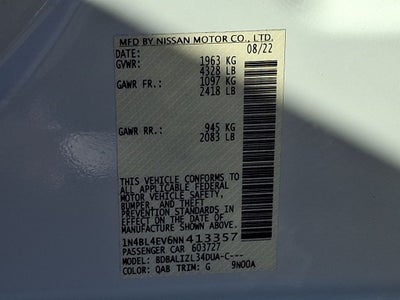 MFD BY NISSAN MOTOR CO., LTD.
DATE: 08/22
GVWR: 1963 KG
4328 LB
GAWR FR.: 1097 KG
2418 LB
GAWR RR.: 945 KG
2083 LB
THIS VEHICLE CONFORMS
TO ALL APPLICABLE FEDERAL
MOTOR VEHICLE SAFETY,
BUMPER, AND THEFT
PREVENTION STANDARDS IN EFFECT
ON THE DATE OF
MANUFACTURE SHOWN ABOVE.
1N4BL4EV6NN413357
PASSENGER CAR 603727
MODEL: BDBALIZL34DUA-C---
COLOR: QAB TRIM: G 9N00A